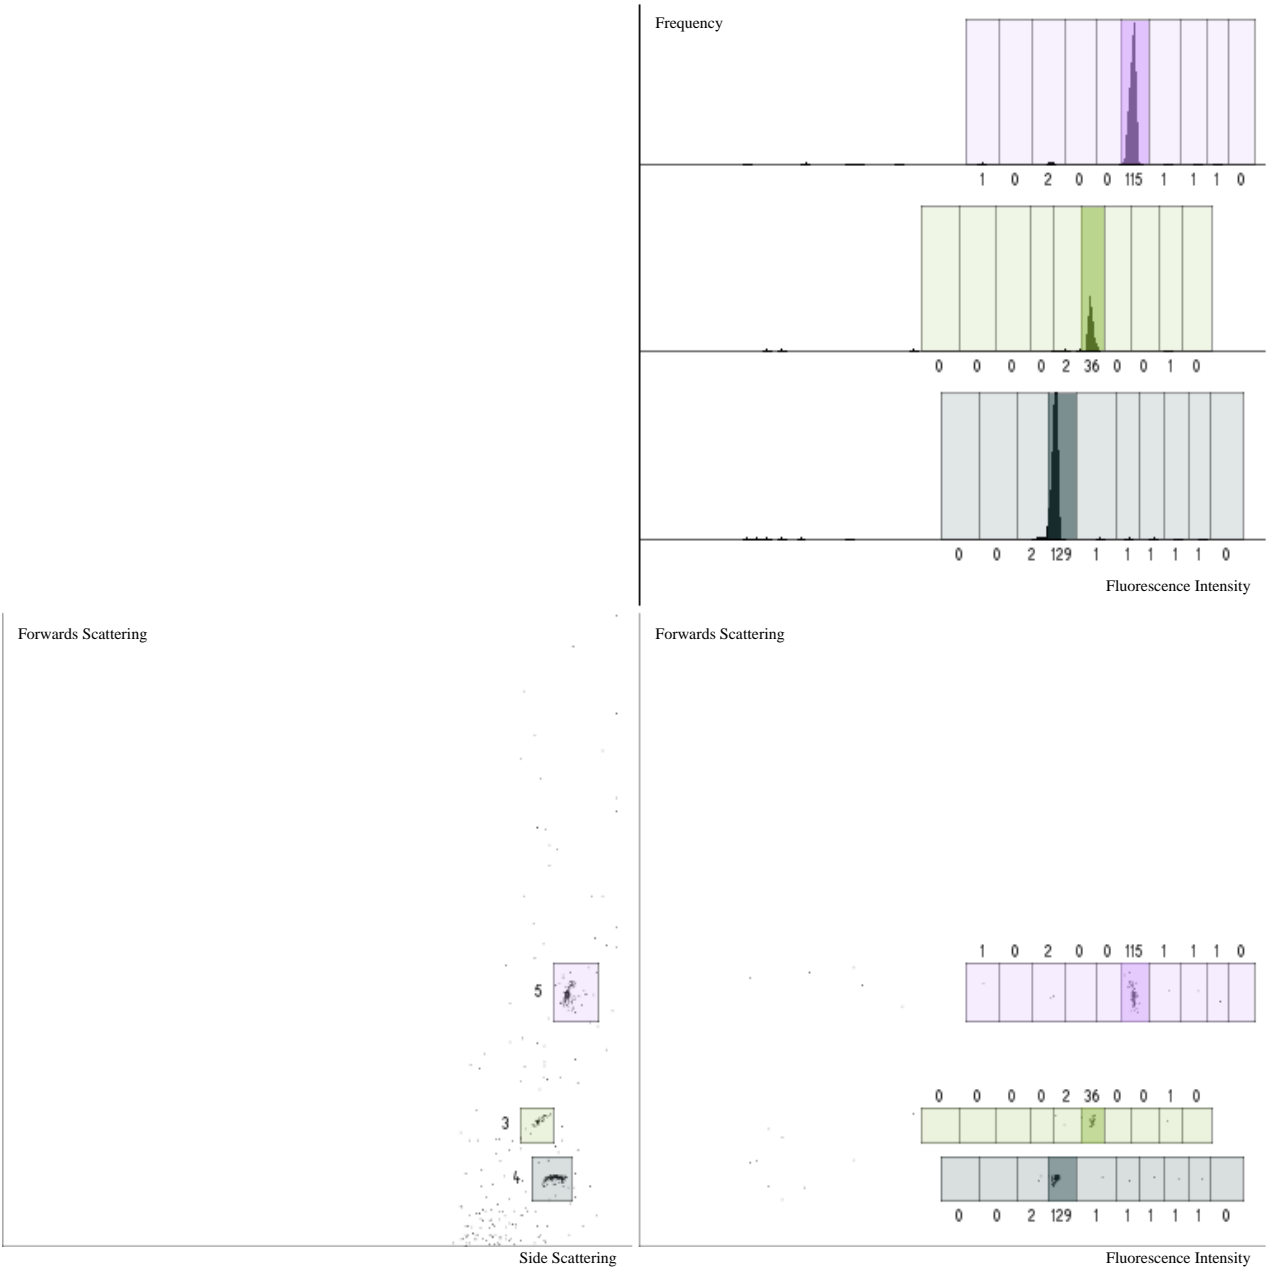 Frequency
1 0 2 0 0 115 1 1 1 0
0 0 0 0 2 36 0 0 1 0
0 0 2 129 1 1 1 1 1 0
Fluorescence Intensity
Forwards Scattering
5
3
4
Side Scattering
Forwards Scattering
1 0 2 0 0 115 1 1 1 0
0 0 0 0 2 36 0 0 1 0
0 0 2 129 1 1 1 1 1 0
Fluorescence Intensity